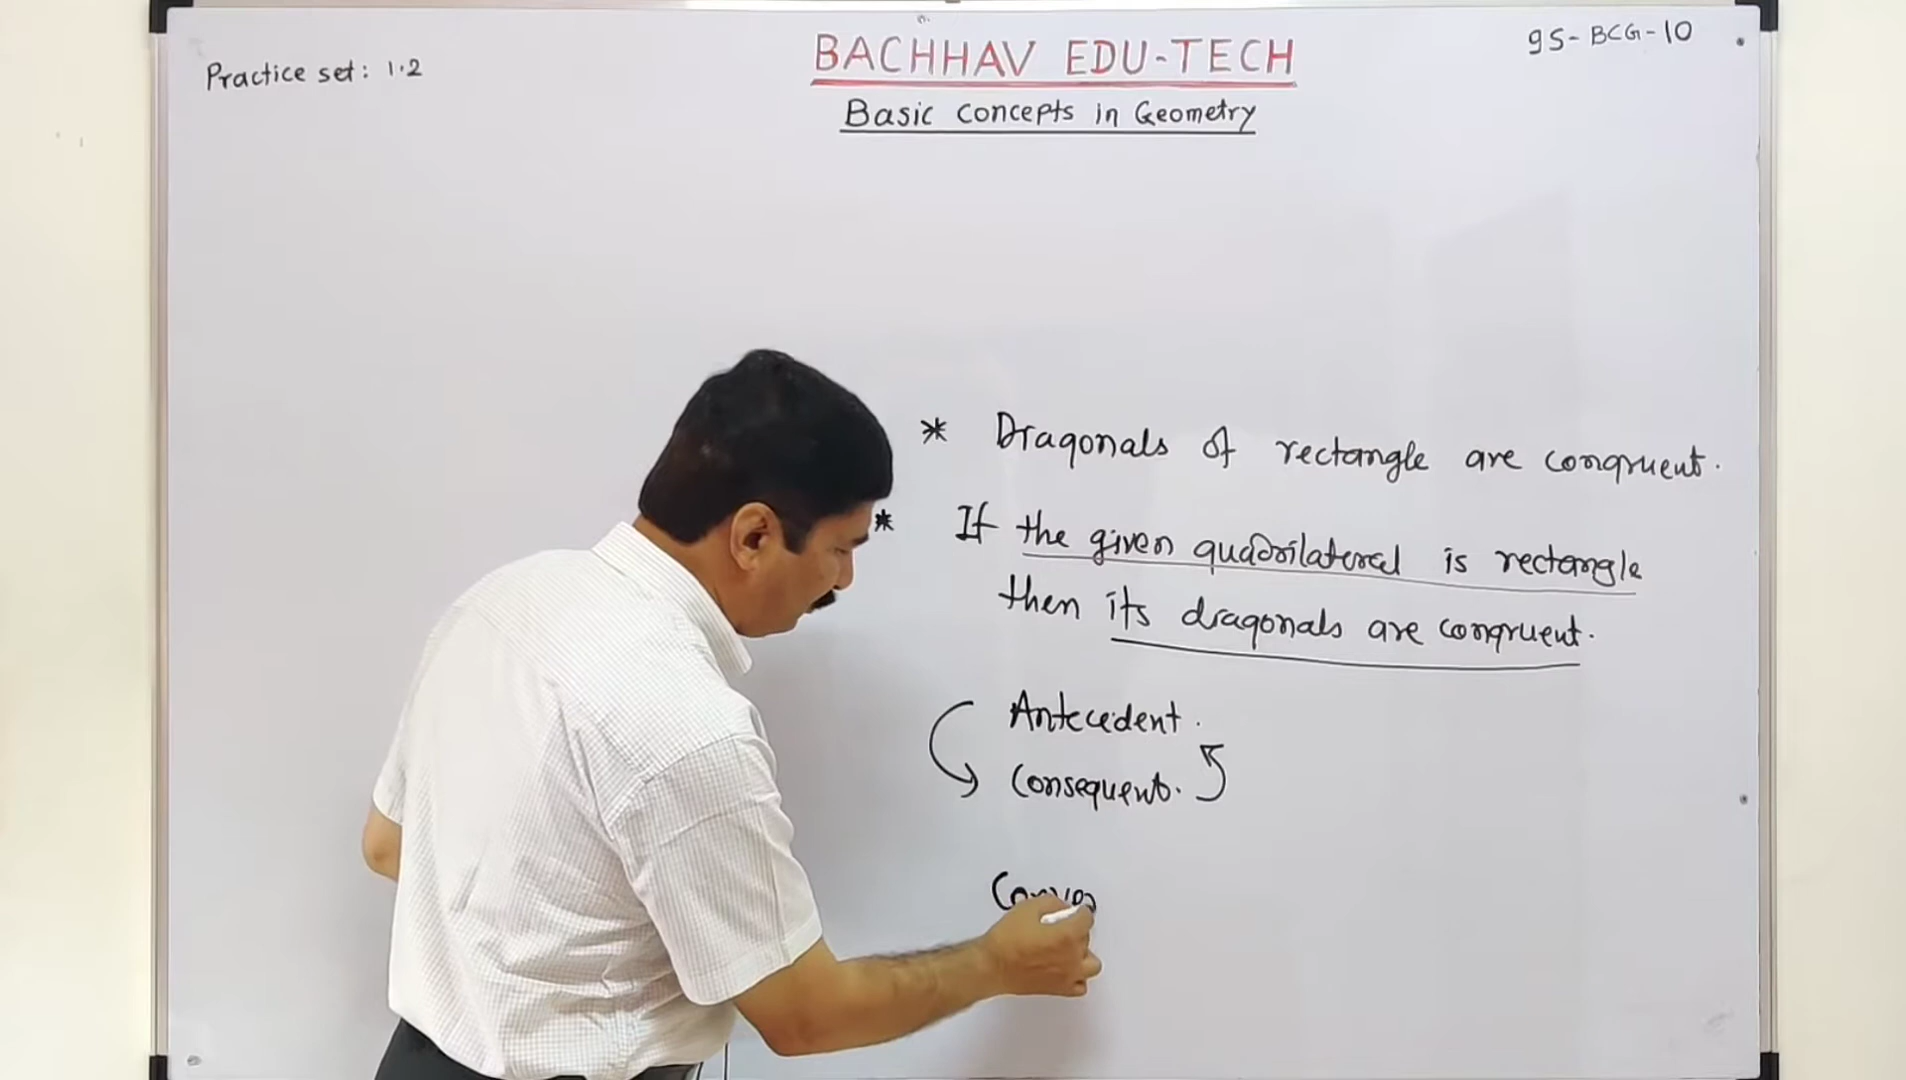 Practice set: 1.2
BACHHAV EDU-TECH
9S-BCG-10
Basic Concepts in Geometry
* Diagonals of rectangle are congruent.
* If the given quadrilateral is rectangle
then its diagonals are congruent.
Antecedent.
Consequent.